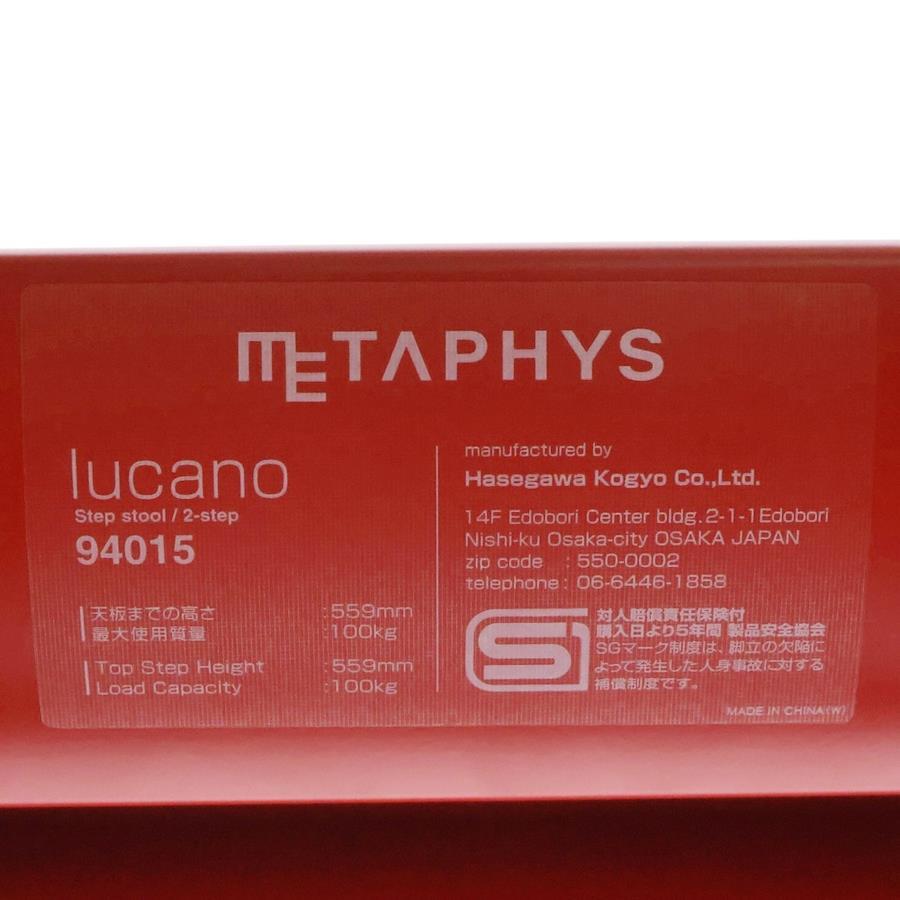 METAPHYS
lucano
Step stool / 2-step
94015
天板までの高さ :559mm
最大使用質量 :100kg
Top Step Height :559mm
Load Capacity :100kg
manufactured by
Hasegawa Kogyo Co.,Ltd.
14F Edobori Center bldg.2-1-1Edobori
Nishi-ku Osaka-city OSAKA JAPAN
zip code : 550-0002
telephone : 06-6446-1858
SG
対人賠償責任保険付
購入日より5年間 製品安全協会
SGマーク制度は、脚立の欠陥に
よって発生した人身事故に対する
補償制度です。
MADE IN CHINA(W)